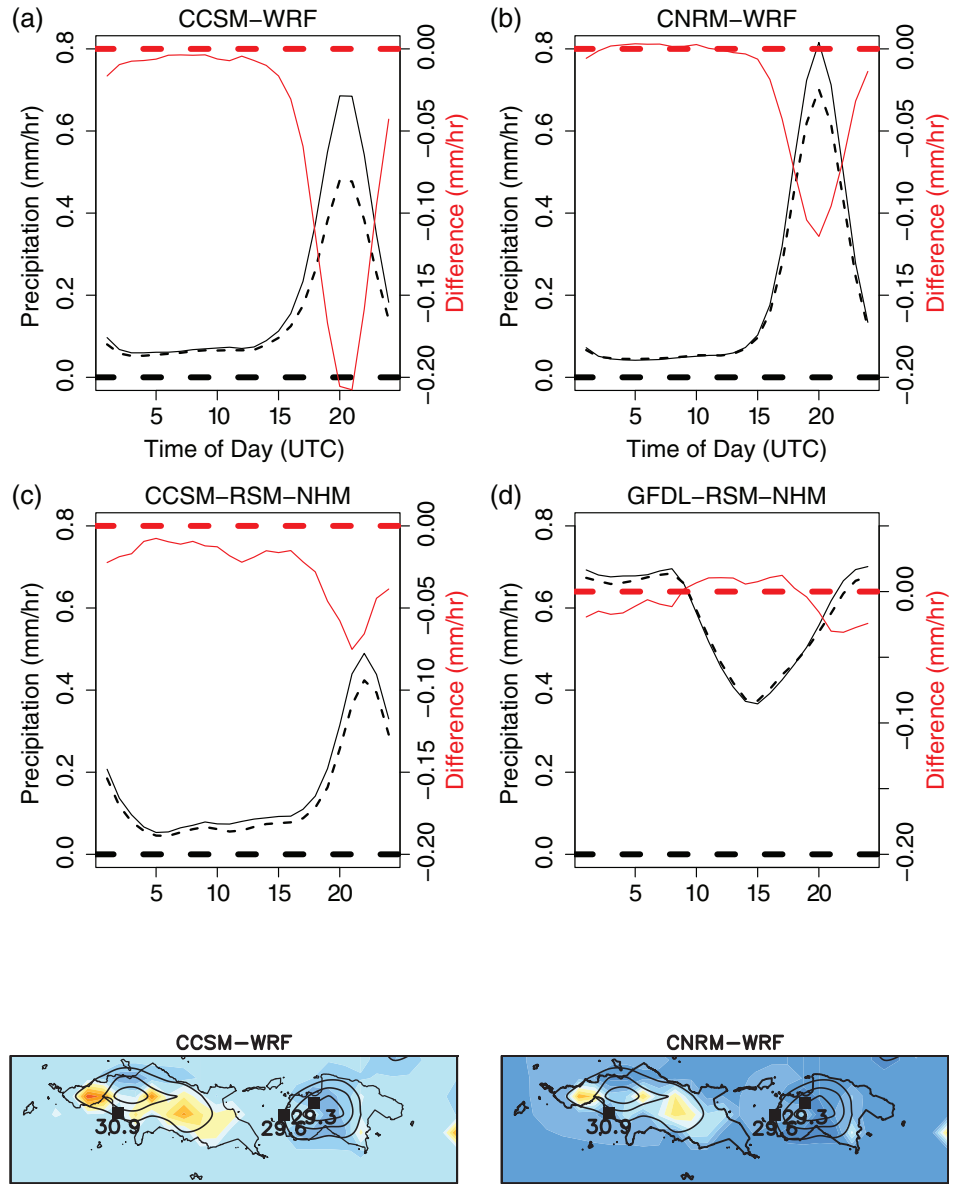 (a) CCSM−WRF
0.8 0.6 0.4 0.2 0.0
Precipitation (mm/hr)
0.00 −0.05 −0.10 −0.15 −0.20
Difference (mm/hr)
5 10 15 20
Time of Day (UTC)
(b) CNRM−WRF
0.8 0.6 0.4 0.2 0.0
Precipitation (mm/hr)
0.00 −0.05 −0.10 −0.15 −0.20
Difference (mm/hr)
5 10 15 20
Time of Day (UTC)
(c) CCSM−RSM−NHM
0.8 0.6 0.4 0.2 0.0
Precipitation (mm/hr)
0.00 −0.05 −0.10 −0.15 −0.20
Difference (mm/hr)
5 10 15 20
(d) GFDL−RSM−NHM
0.8 0.6 0.4 0.2 0.0
Precipitation (mm/hr)
0.00 −0.10 −0.20
Difference (mm/hr)
5 10 15 20
CCSM−WRF
30.9
29.6
29.3
CNRM−WRF
30.9
29.6
29.3